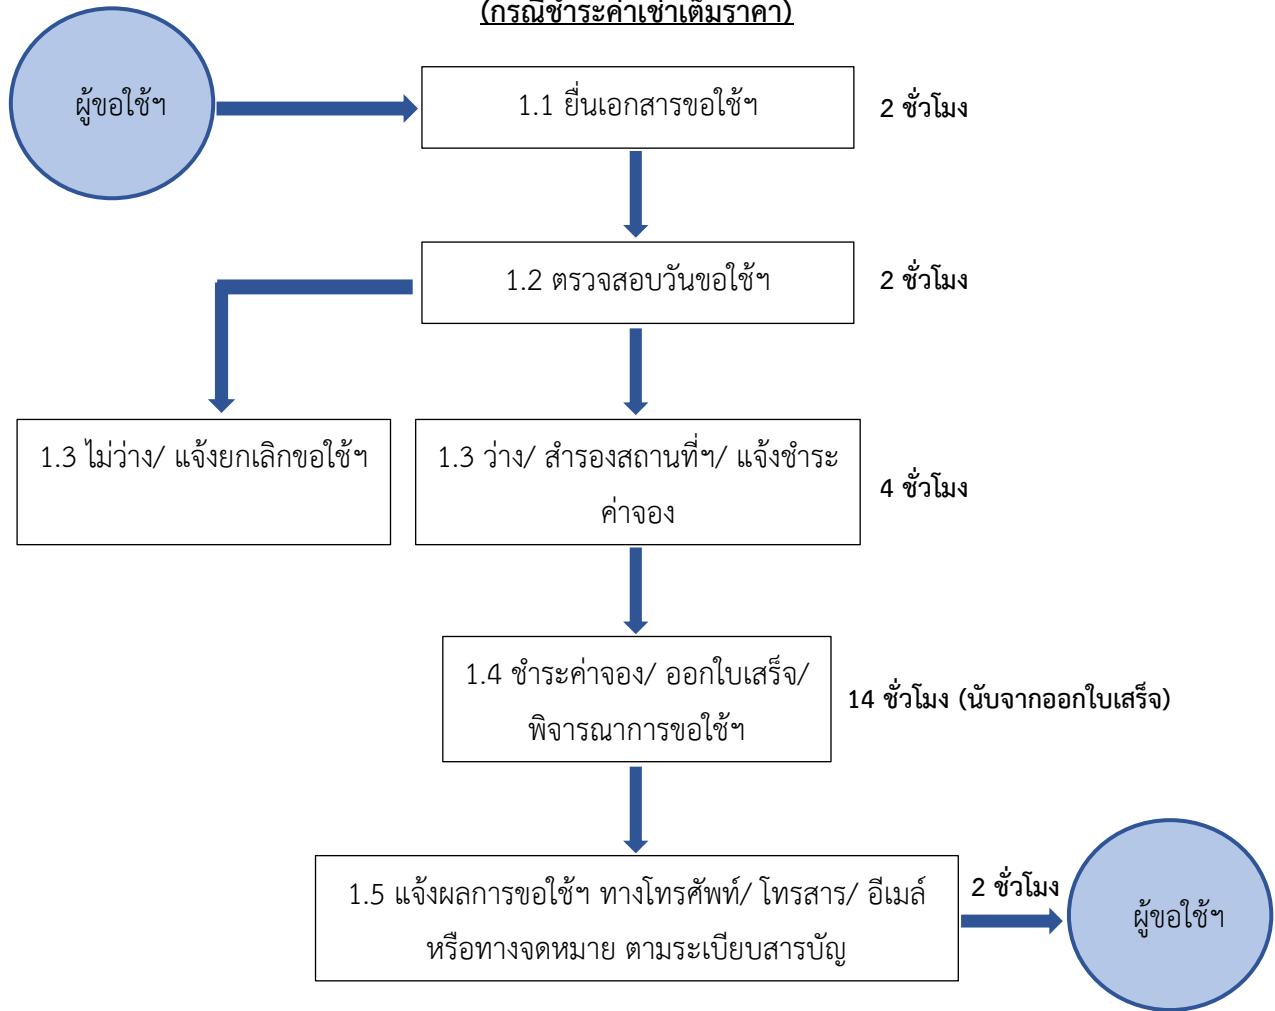 (กรณีชำระค่าเช่าเต็มราคา)
ผู้ขอใช้ฯ
1.1 ยื่นเอกสารขอใช้ฯ
2 ชั่วโมง
1.2 ตรวจสอบวันขอใช้ฯ
2 ชั่วโมง
1.3 ไม่ว่าง/ แจ้งยกเลิกขอใช้ฯ
1.3 ว่าง/ สำรองสถานที่ฯ/ แจ้งชำระ
ค่าจอง
4 ชั่วโมง
1.4 ชำระค่าจอง/ ออกใบเสร็จ/
พิจารณาการขอใช้ฯ
14 ชั่วโมง (นับจากออกใบเสร็จ)
1.5 แจ้งผลการขอใช้ฯ ทางโทรศัพท์/ โทรสาร/ อีเมล์
หรือทางจดหมาย ตามระเบียบสารบัญ
2 ชั่วโมง
ผู้ขอใช้ฯ